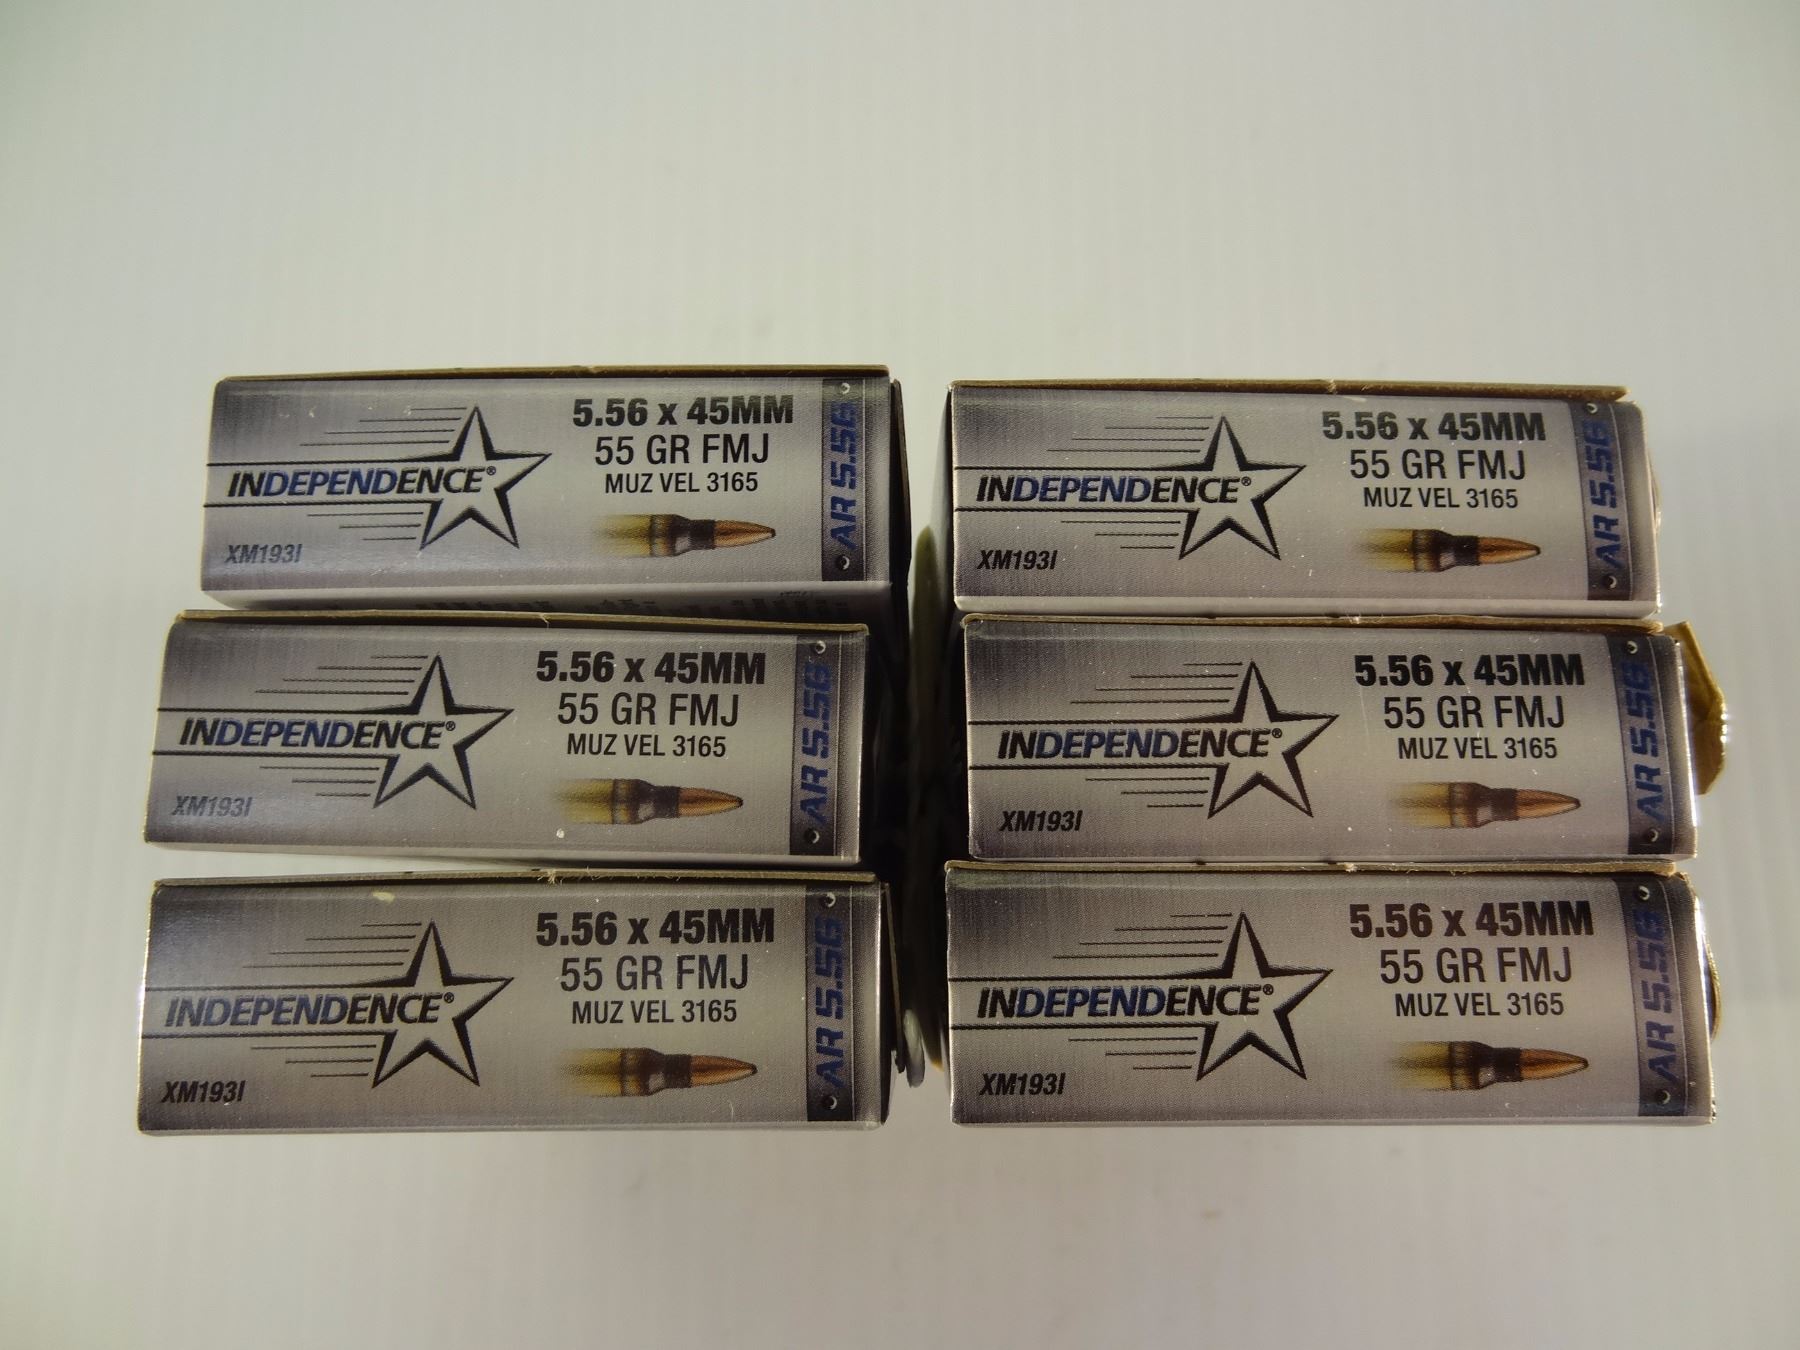 5.56 x 45MM
55 GR FMJ
MUZ VEL 3165
INDEPENDENCE®
XM193I
AR 5.56
5.56 x 45MM
55 GR FMJ
MUZ VEL 3165
INDEPENDENCE®
XM193I
AR 5.56
5.56 x 45MM
55 GR FMJ
MUZ VEL 3165
INDEPENDENCE®
XM193I
AR 5.56
5.56 x 45MM
55 GR FMJ
MUZ VEL 3165
INDEPENDENCE®
XM193I
AR 5.56
5.56 x 45MM
55 GR FMJ
MUZ VEL 3165
INDEPENDENCE®
XM193I
AR 5.56
5.56 x 45MM
55 GR FMJ
MUZ VEL 3165
INDEPENDENCE®
XM193I
AR 5.56